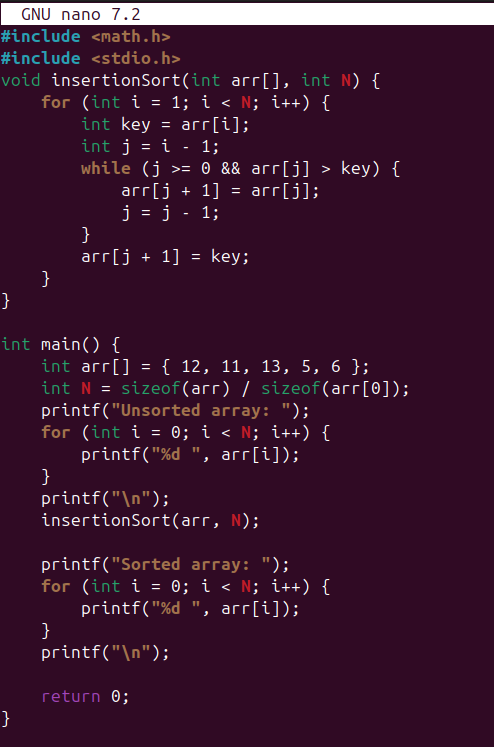 GNU nano 7.2
#include <math.h>
#include <stdio.h>
void insertionSort(int arr[], int N) {
    for (int i = 1; i < N; i++) {
        int key = arr[i];
        int j = i - 1;
        while (j >= 0 && arr[j] > key) {
            arr[j + 1] = arr[j];
            j = j - 1;
        }
        arr[j + 1] = key;
    }
}

int main() {
    int arr[] = { 12, 11, 13, 5, 6 };
    int N = sizeof(arr) / sizeof(arr[0]);
    printf("Unsorted array: ");
    for (int i = 0; i < N; i++) {
        printf("%d ", arr[i]);
    }
    printf("\n");
    insertionSort(arr, N);

    printf("Sorted array: ");
    for (int i = 0; i < N; i++) {
        printf("%d ", arr[i]);
    }
    printf("\n");

    return 0;
}